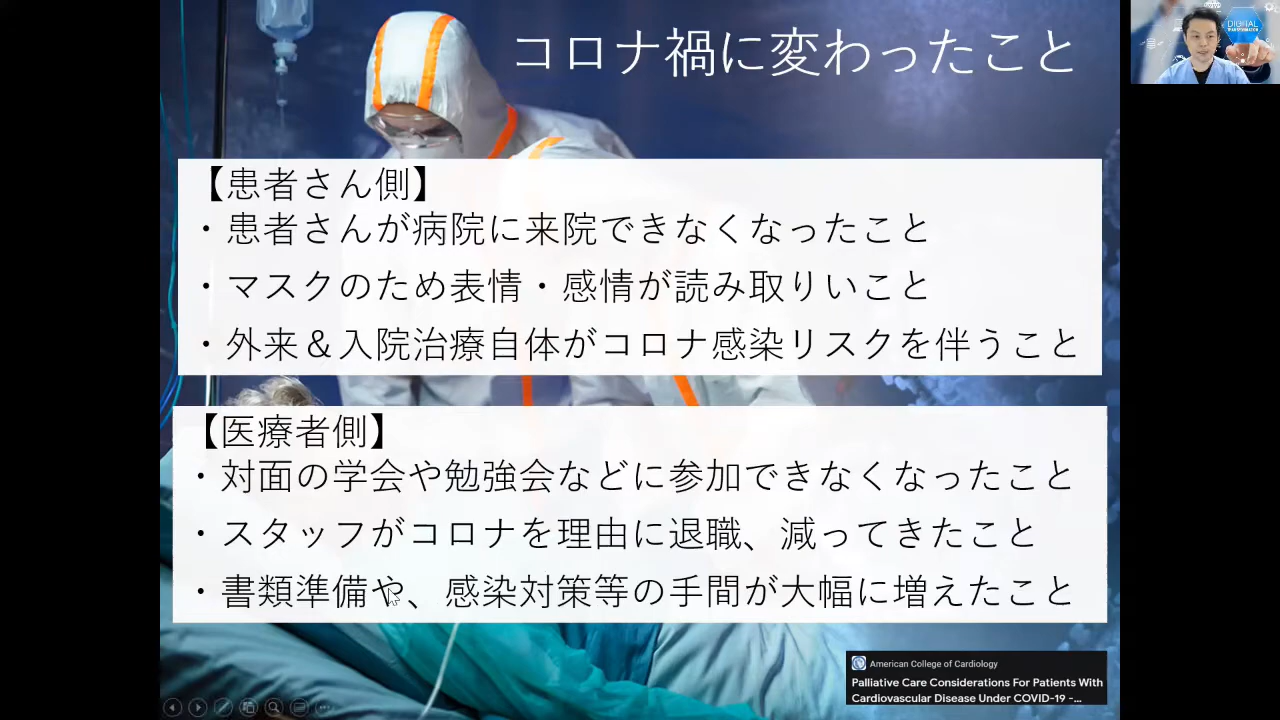 コロナ禍に変わったこと
DIGITAL
TRANSFORMATION
【患者さん側】
・患者さんが病院に来院できなくなったこと
・マスクのため表情・感情が読み取りいこと
・外来＆入院治療自体がコロナ感染リスクを伴うこと
【医療者側】
・対面の学会や勉強会などに参加できなくなったこと
・スタッフがコロナを理由に退職、減ってきたこと
・書類準備や、感染対策等の手間が大幅に増えたこと
American College of Cardiology
Palliative Care Considerations For Patients With
Cardiovascular Disease Under COVID-19 -...